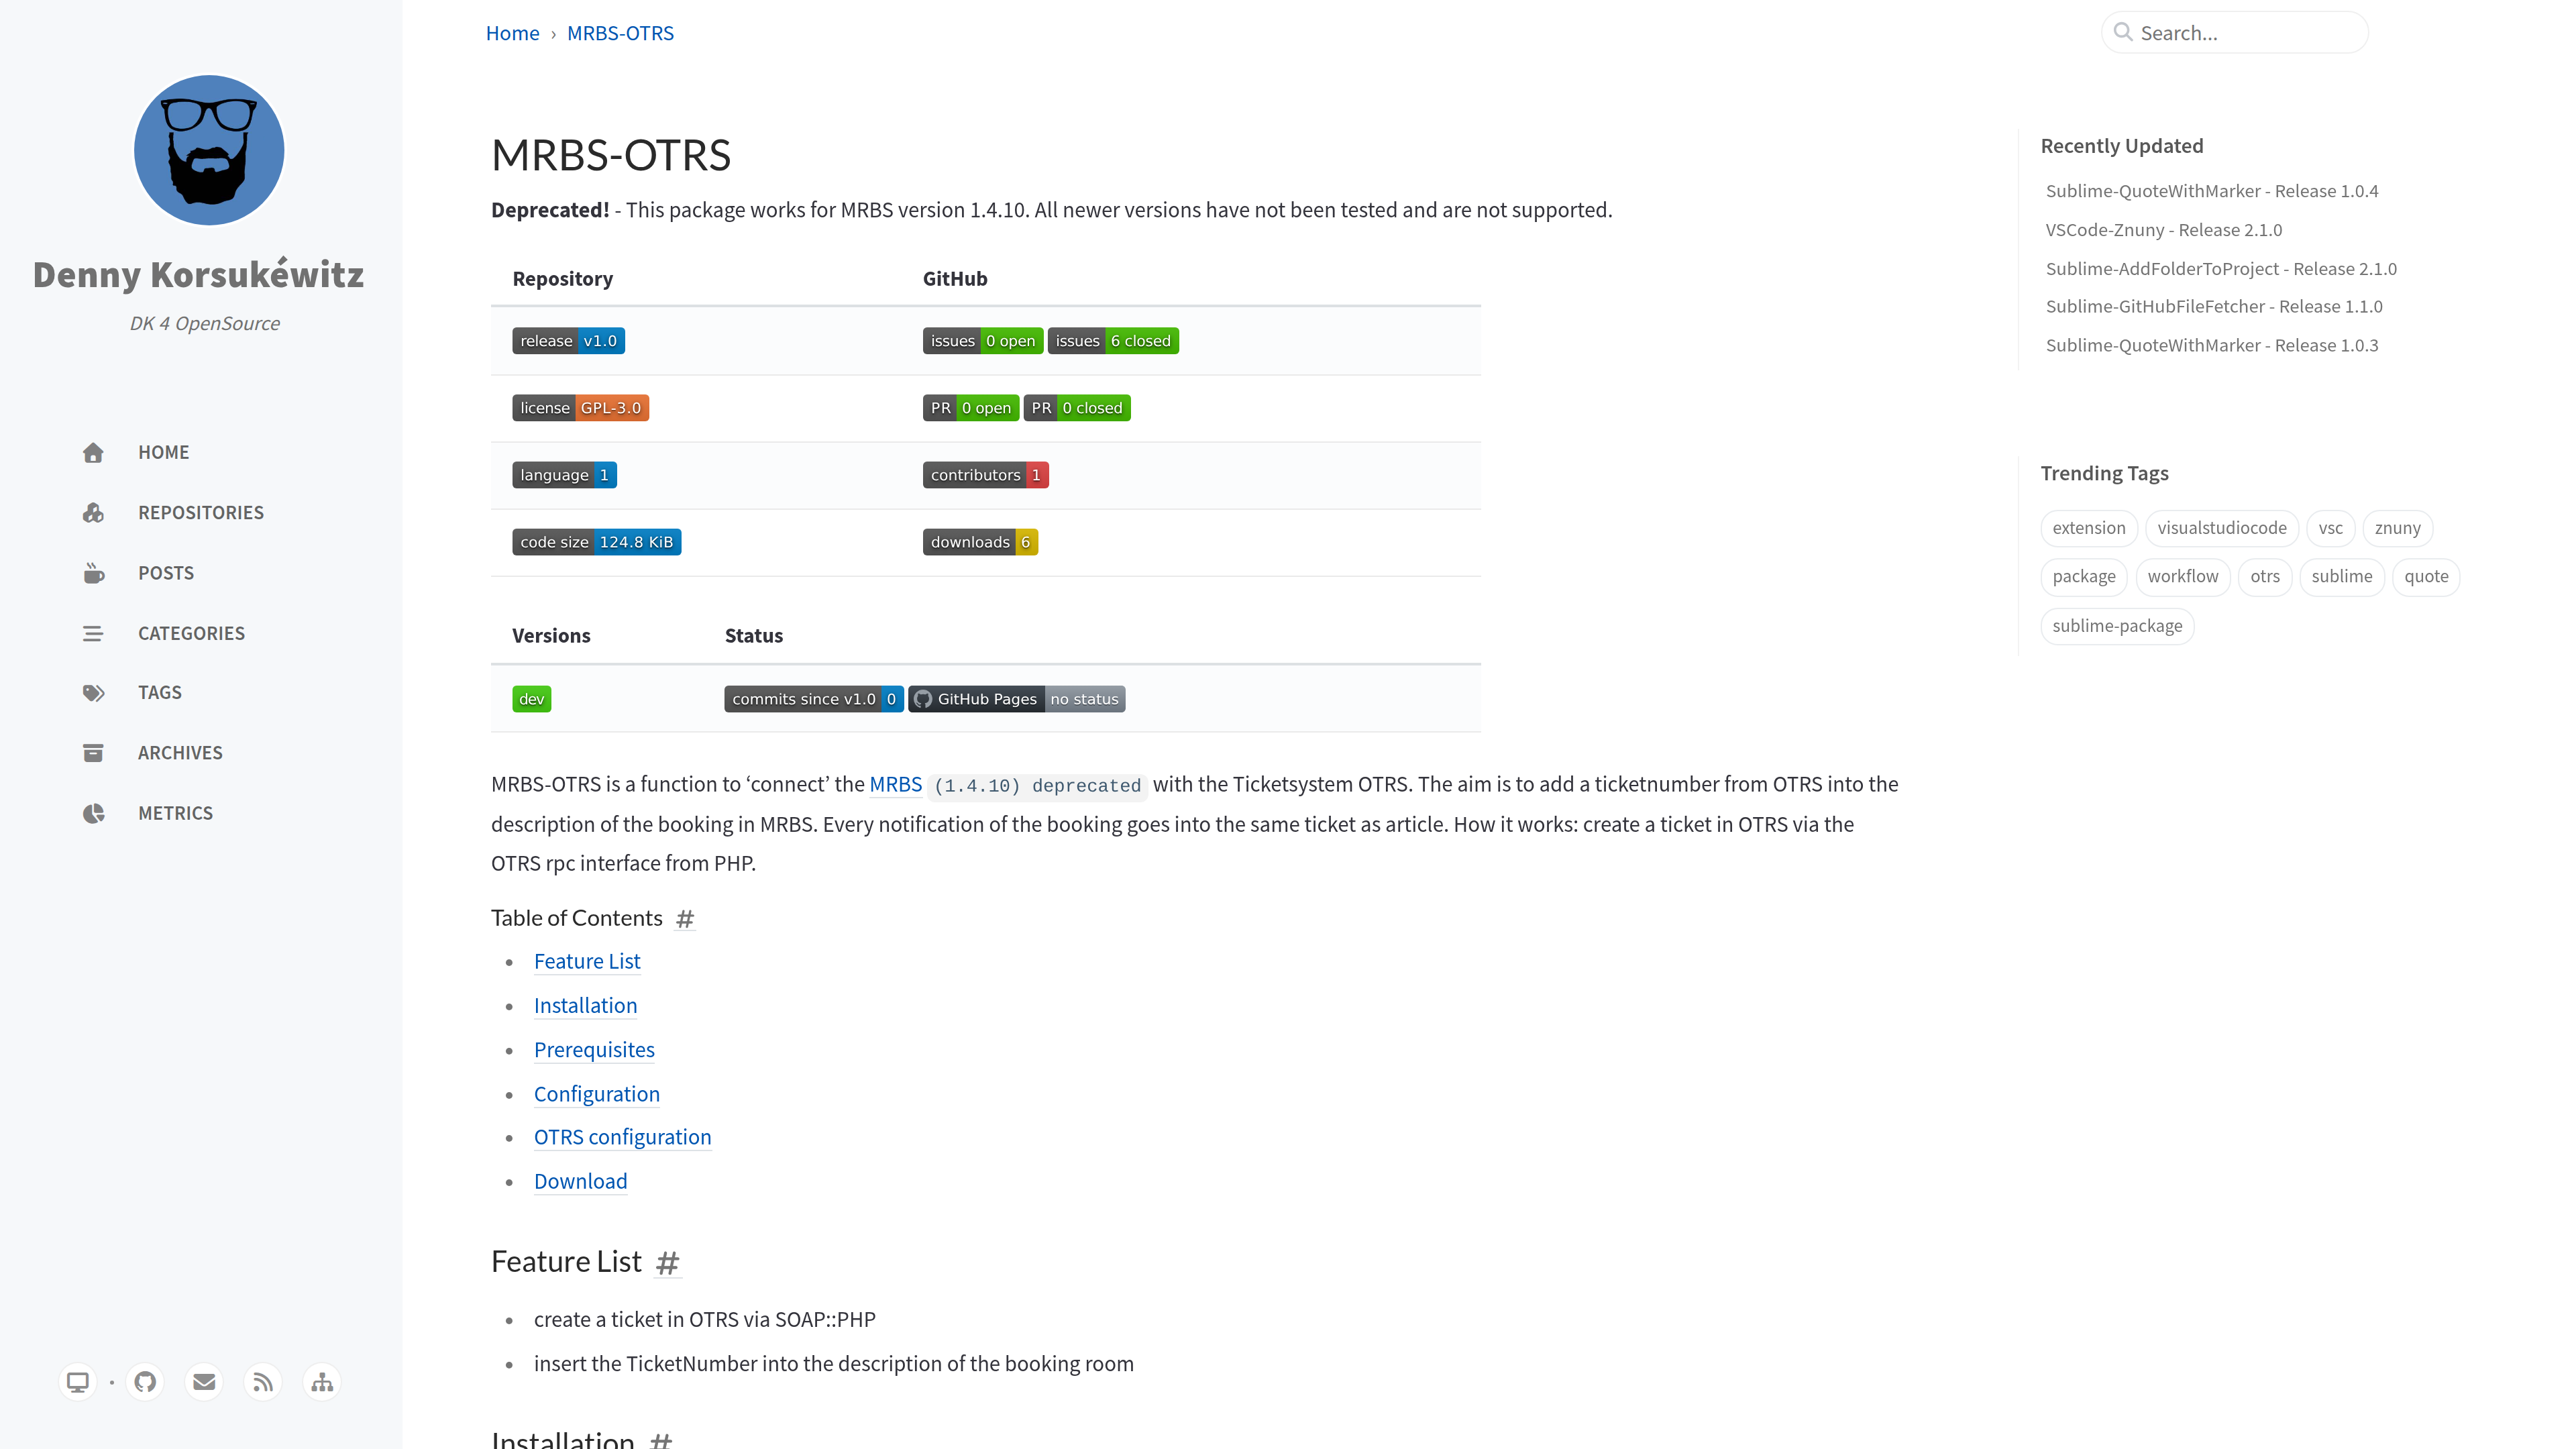 Denny Korsukéwitz
DK 4 OpenSource
HOME
REPOSITORIES
POSTS
CATEGORIES
TAGS
ARCHIVES
METRICS
Home › MRBS-OTRS
Search...
MRBS-OTRS
Deprecated! - This package works for MRBS version 1.4.10. All newer versions have not been tested and are not supported.
Repository GitHub
release v1.0 issues 0 open issues 6 closed
license GPL-3.0 PR 0 open PR 0 closed
language 1 contributors 1
code size 124.8 KiB downloads 6
Versions Status
dev commits since v1.0 0 GitHub Pages no status
MRBS-OTRS is a function to ‘connect’ the MRBS (1.4.10) deprecated with the Ticketsystem OTRS. The aim is to add a ticketnumber from OTRS into the
description of the booking in MRBS. Every notification of the booking goes into the same ticket as article. How it works: create a ticket in OTRS via the
OTRS rpc interface from PHP.
Table of Contents #
• Feature List
• Installation
• Prerequisites
• Configuration
• OTRS configuration
• Download
Feature List #
• create a ticket in OTRS via SOAP::PHP
• insert the TicketNumber into the description of the booking room
Installation #
Recently Updated
Sublime-QuoteWithMarker - Release 1.0.4
VSCode-Znuny - Release 2.1.0
Sublime-AddFolderToProject - Release 2.1.0
Sublime-GitHubFileFetcher - Release 1.1.0
Sublime-QuoteWithMarker - Release 1.0.3
Trending Tags
extension visualstudiocode vsc znuny
package workflow otrs sublime quote
sublime-package